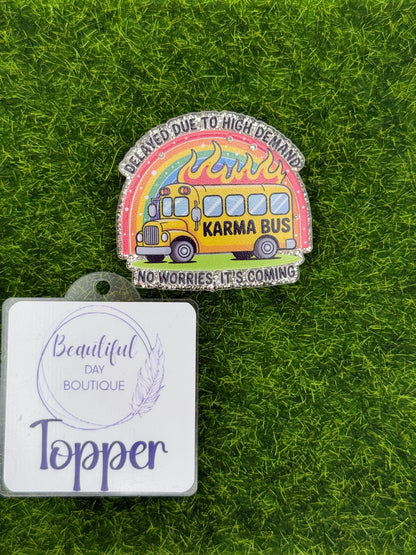 DELAYED DUE TO HIGH DEMAND
KARMA BUS
NO WORRIES, IT'S COMING
Beautiful
DAY
BOUTIQUE
Topper